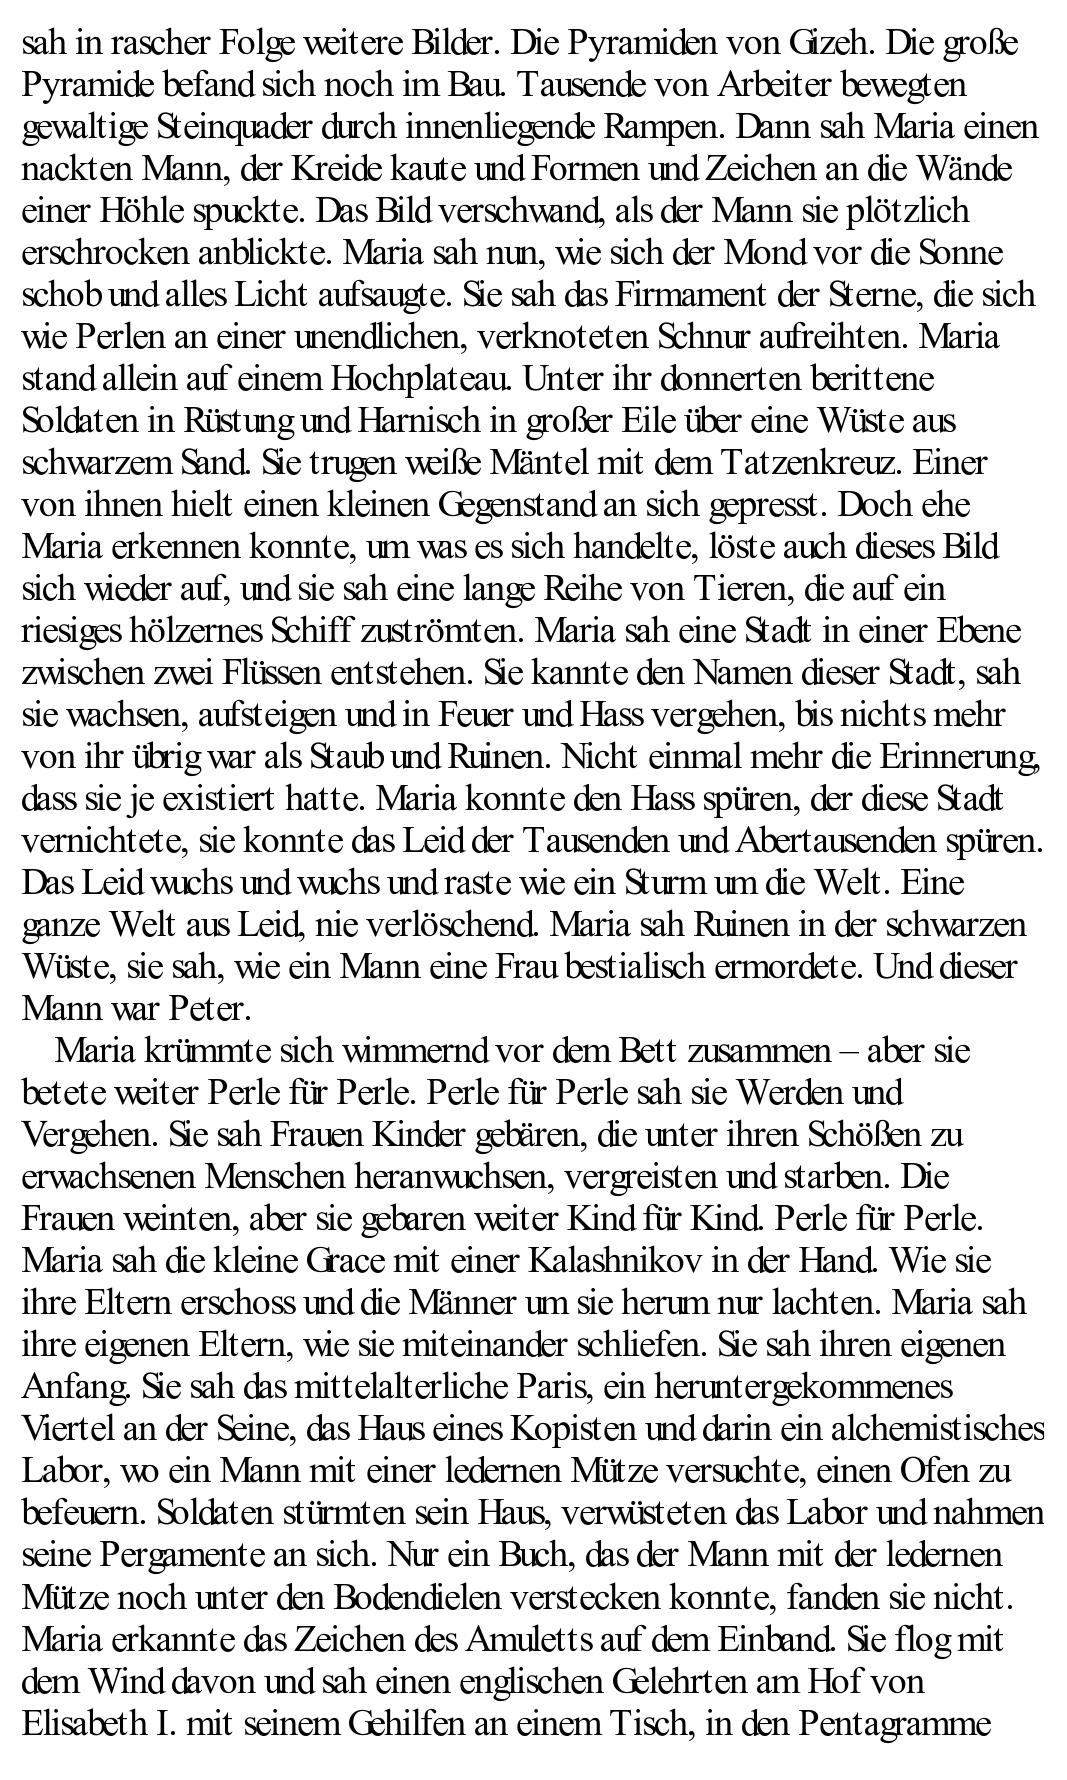 sah in rascher Folge weitere Bilder. Die Pyramiden von Gizeh. Die große
Pyramide befand sich noch im Bau. Tausende von Arbeiter bewegten
gewaltige Steinquader durch innenliegende Rampen. Dann sah Maria einen
nackten Mann, der Kreide kaute und Formen und Zeichen an die Wände
einer Höhle spuckte. Das Bild verschwand, als der Mann sie plötzlich
erschrocken anblickte. Maria sah nun, wie sich der Mond vor die Sonne
schob und alles Licht aufsaugte. Sie sah das Firmament der Sterne, die sich
wie Perlen an einer unendlichen, verknoteten Schnur aufreihten. Maria
stand allein auf einem Hochplateau. Unter ihr donnerten berittene
Soldaten in Rüstung und Harnisch in großer Eile über eine Wüste aus
schwarzem Sand. Sie trugen weiße Mäntel mit dem Tatzenkreuz. Einer
von ihnen hielt einen kleinen Gegenstand an sich gepresst. Doch ehe
Maria erkennen konnte, um was es sich handelte, löste auch dieses Bild
sich wieder auf, und sie sah eine lange Reihe von Tieren, die auf ein
riesiges hölzernes Schiff zuströmten. Maria sah eine Stadt in einer Ebene
zwischen zwei Flüssen entstehen. Sie kannte den Namen dieser Stadt, sah
sie wachsen, aufsteigen und in Feuer und Hass vergehen, bis nichts mehr
von ihr übrig war als Staub und Ruinen. Nicht einmal mehr die Erinnerung,
dass sie je existiert hatte. Maria konnte den Hass spüren, der diese Stadt
vernichtete, sie konnte das Leid der Tausenden und Abertausenden spüren.
Das Leid wuchs und wuchs und raste wie ein Sturm um die Welt. Eine
ganze Welt aus Leid, nie verlöschend. Maria sah Ruinen in der schwarzen
Wüste, sie sah, wie ein Mann eine Frau bestialisch ermordete. Und dieser
Mann war Peter.
Maria krümmte sich wimmernd vor dem Bett zusammen – aber sie
betete weiter Perle für Perle. Perle für Perle sah sie Werden und
Vergehen. Sie sah Frauen Kinder gebären, die unter ihren Schößen zu
erwachsenen Menschen heranwuchsen, vergreisten und starben. Die
Frauen weinten, aber sie gebaren weiter Kind für Kind. Perle für Perle.
Maria sah die kleine Grace mit einer Kalashnikov in der Hand. Wie sie
ihre Eltern erschoss und die Männer um sie herum nur lachten. Maria sah
ihre eigenen Eltern, wie sie miteinander schliefen. Sie sah ihren eigenen
Anfang. Sie sah das mittelalterliche Paris, ein heruntergekommenes
Viertel an der Seine, das Haus eines Kopisten und darin ein alchemistisches
Labor, wo ein Mann mit einer ledernen Mütze versuchte, einen Ofen zu
befeuern. Soldaten stürmten sein Haus, verwüsteten das Labor und nahmen
seine Pergamente an sich. Nur ein Buch, das der Mann mit der ledernen
Mütze noch unter den Bodendielen verstecken konnte, fanden sie nicht.
Maria erkannte das Zeichen des Amuletts auf dem Einband. Sie flog mit
dem Wind davon und sah einen englischen Gelehrten am Hof von
Elisabeth I. mit seinem Gehilfen an einem Tisch, in den Pentagramme